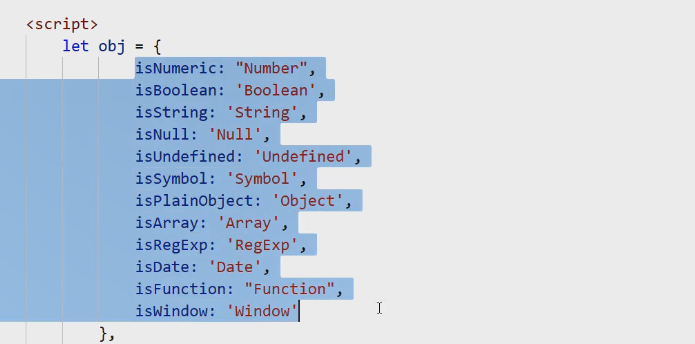 <script>
let obj = {
isNumeric: "Number",
isBoolean: 'Boolean',
isString: 'String',
isNull: 'Null',
isUndefined: 'Undefined',
isSymbol: 'Symbol',
isPlainObject: 'Object',
isArray: 'Array',
isRegExp: 'RegExp',
isDate: 'Date',
isFunction: "Function",
isWindow: 'Window'
},